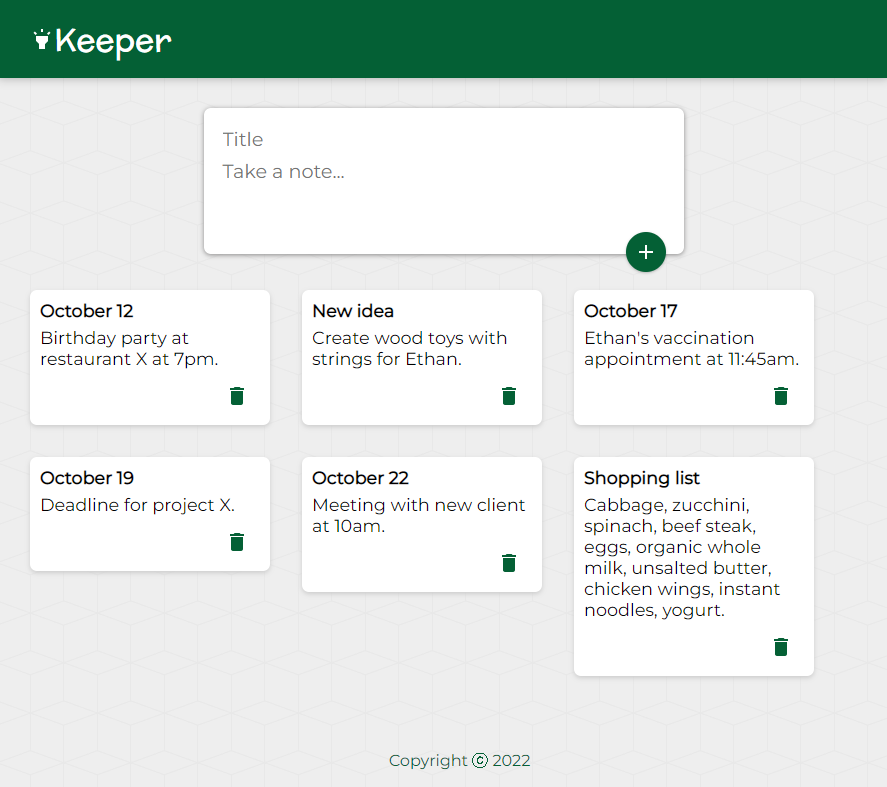 Keeper
Title
Take a note...
October 12
Birthday party at
restaurant X at 7pm.
New idea
Create wood toys with
strings for Ethan.
October 17
Ethan's vaccination
appointment at 11:45am.
October 19
Deadline for project X.
October 22
Meeting with new client
at 10am.
Shopping list
Cabbage, zucchini,
spinach, beef steak,
eggs, organic whole
milk, unsalted butter,
chicken wings, instant
noodles, yogurt.
Copyright ⓒ 2022